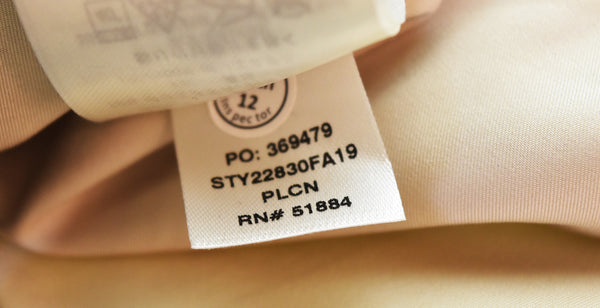 12
Inspector
PO: 369479
STY22830FA19
PLCN
RN# 51884